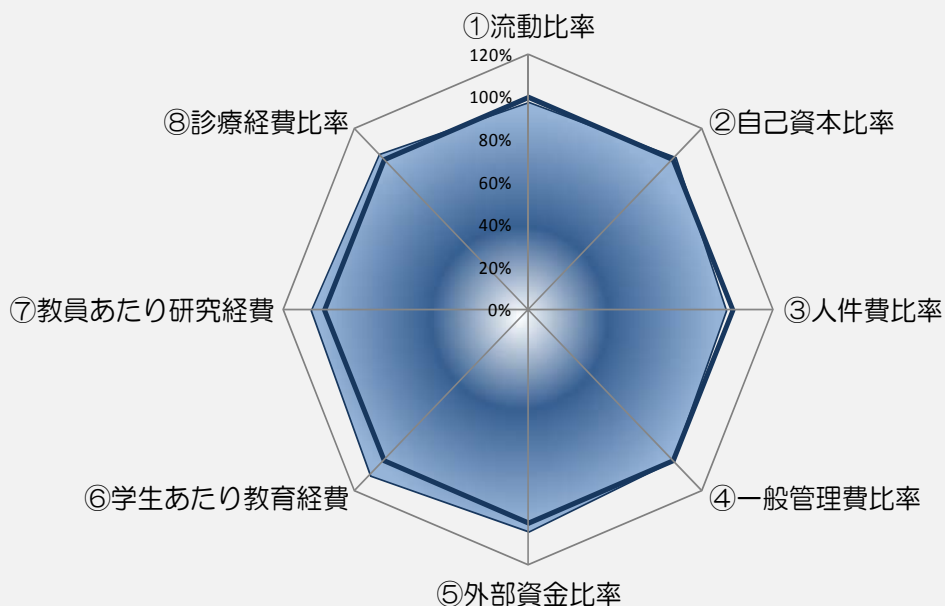 ①流動比率
120%
100%
80%
60%
40%
20%
0%
②自己資本比率
③人件費比率
④一般管理費比率
⑤外部資金比率
⑥学生あたり教育経費
⑦教員あたり研究経費
⑧診療経費比率